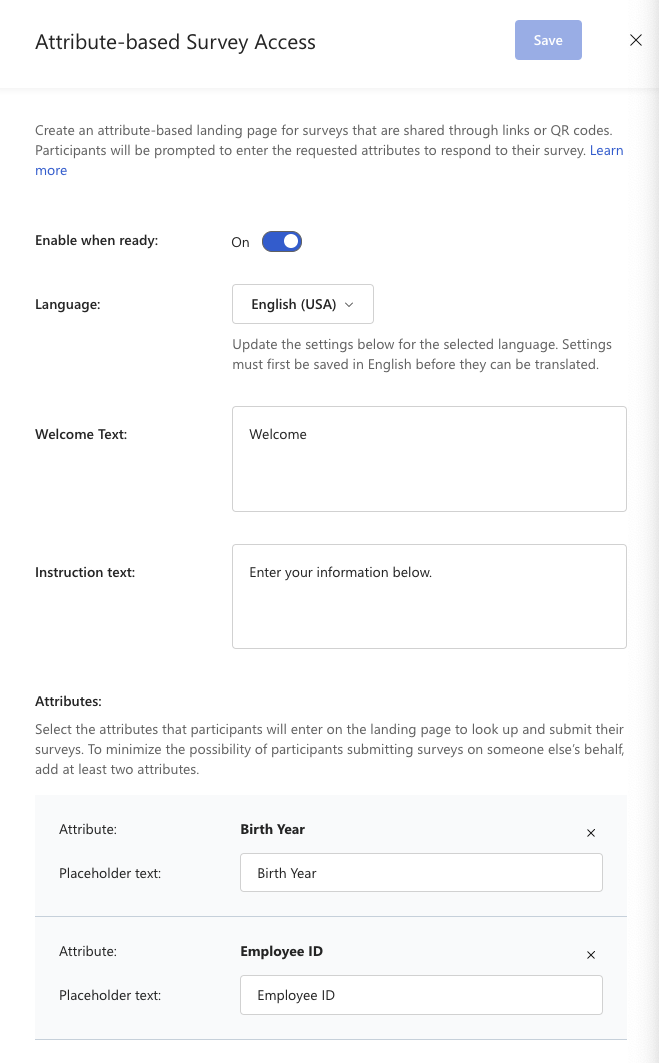 Attribute-based Survey Access
Save
Create an attribute-based landing page for surveys that are shared through links or QR codes.
Participants will be prompted to enter the requested attributes to respond to their survey. Learn
more
Enable when ready:
On
Language:
English (USA)
Update the settings below for the selected language. Settings
must first be saved in English before they can be translated.
Welcome Text:
Welcome
Instruction text:
Enter your information below.
Attributes:
Select the attributes that participants will enter on the landing page to look up and submit their
surveys. To minimize the possibility of participants submitting surveys on someone else's behalf,
add at least two attributes.
Attribute:
Birth Year
Placeholder text:
Birth Year
Attribute:
Employee ID
Placeholder text:
Employee ID